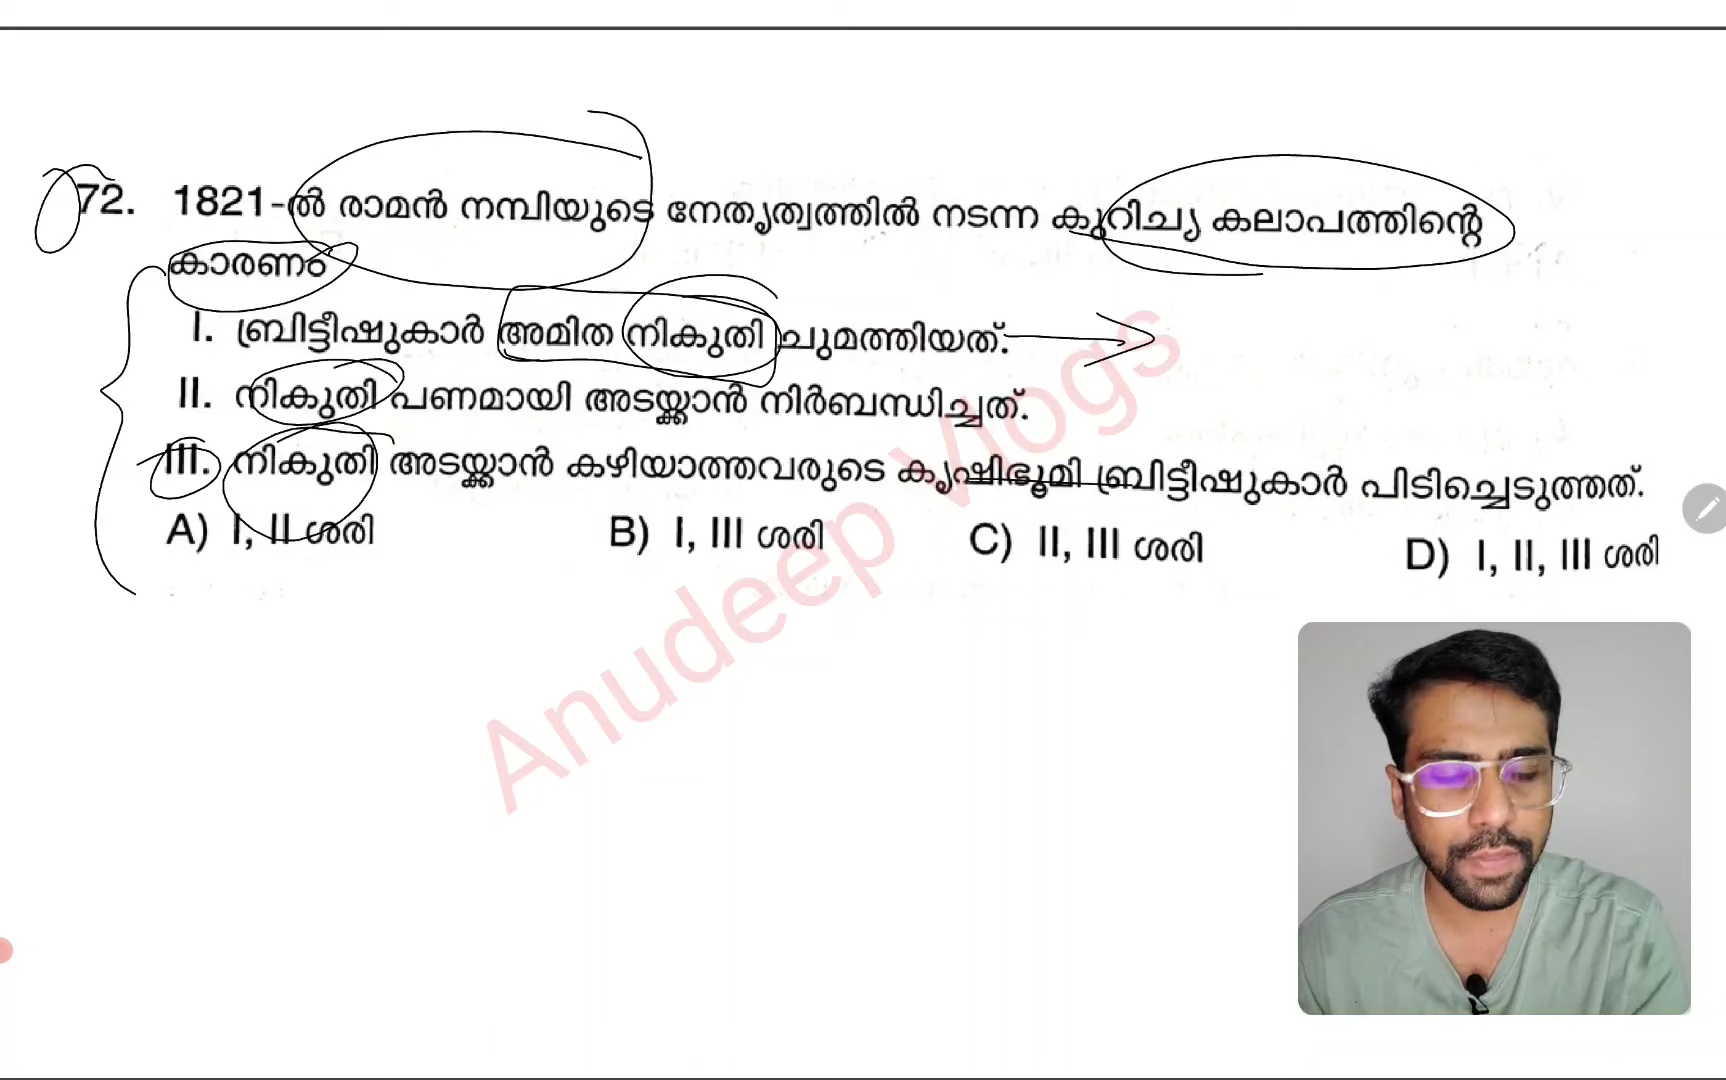 72. 1821-ൽ രാമൻ നമ്പിയുടെ നേതൃത്വത്തിൽ നടന്ന കുറിച്യ കലാപത്തിന്റെ
കാരണം
I. ബ്രിട്ടീഷുകാർ അമിത നികുതി ചുമത്തിയത്.
II. നികുതി പണമായി അടയ്ക്കാൻ നിർബന്ധിച്ചത്.
III. നികുതി അടയ്ക്കാൻ കഴിയാത്തവരുടെ കൃഷിഭൂമി ബ്രിട്ടീഷുകാർ പിടിച്ചെടുത്തത്.
A) I, II ശരി B) I, III ശരി C) II, III ശരി D) I, II, III ശരി
Anudeep Vlogs